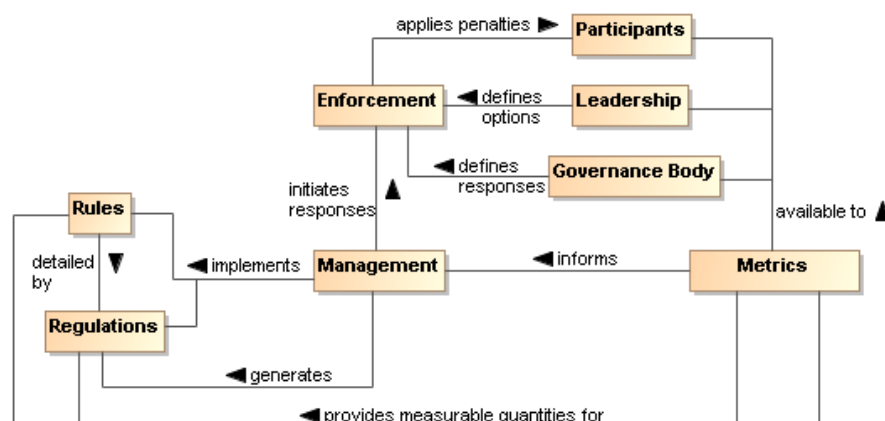 applies penalties
Participants
Enforcement
defines
options
Leadership
defines
responses
Governance Body
initiates
responses
available to
Rules
detailed
by
implements
Management
informs
Metrics
Regulations
generates
provides measurable quantities for